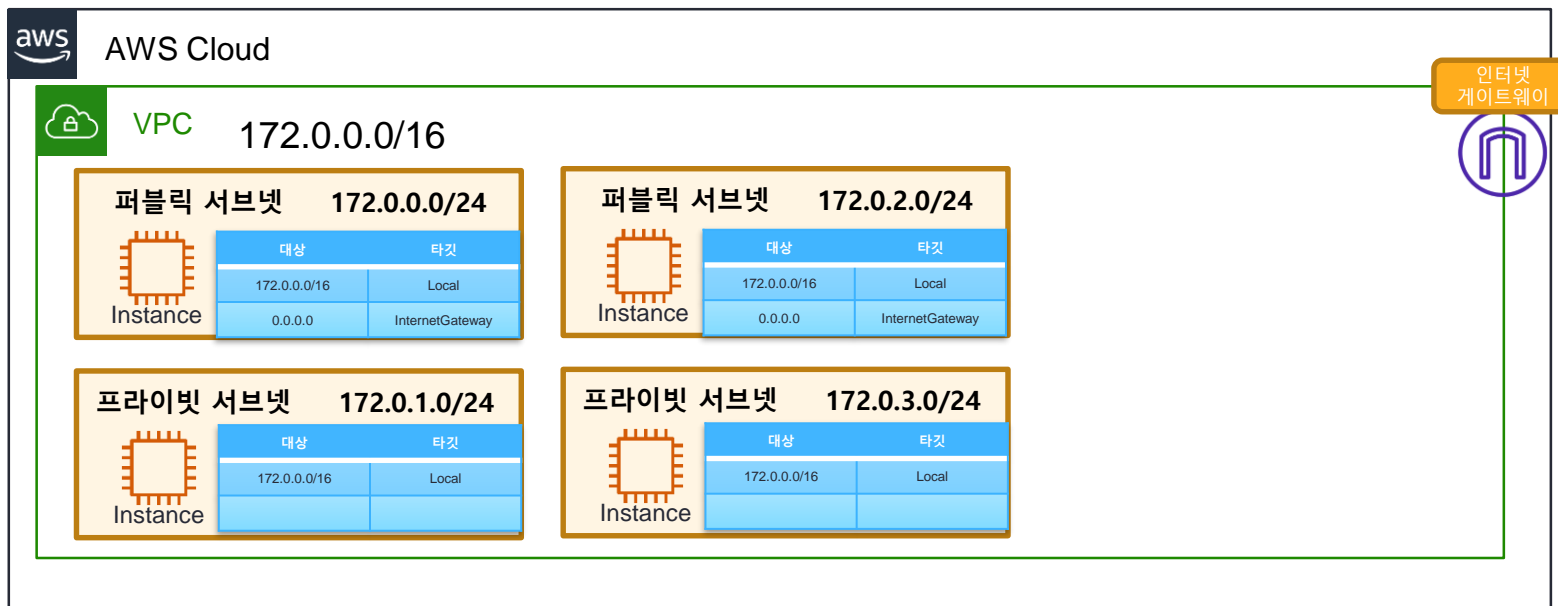 aws
AWS Cloud
인터넷
게이트웨이
VPC
172.0.0.0/16
퍼블릭 서브넷 172.0.0.0/24
대상 타깃
172.0.0.0/16 Local
0.0.0.0 InternetGateway
Instance
퍼블릭 서브넷 172.0.2.0/24
대상 타깃
172.0.0.0/16 Local
0.0.0.0 InternetGateway
Instance
프라이빗 서브넷 172.0.1.0/24
대상 타깃
172.0.0.0/16 Local
Instance
프라이빗 서브넷 172.0.3.0/24
대상 타깃
172.0.0.0/16 Local
Instance